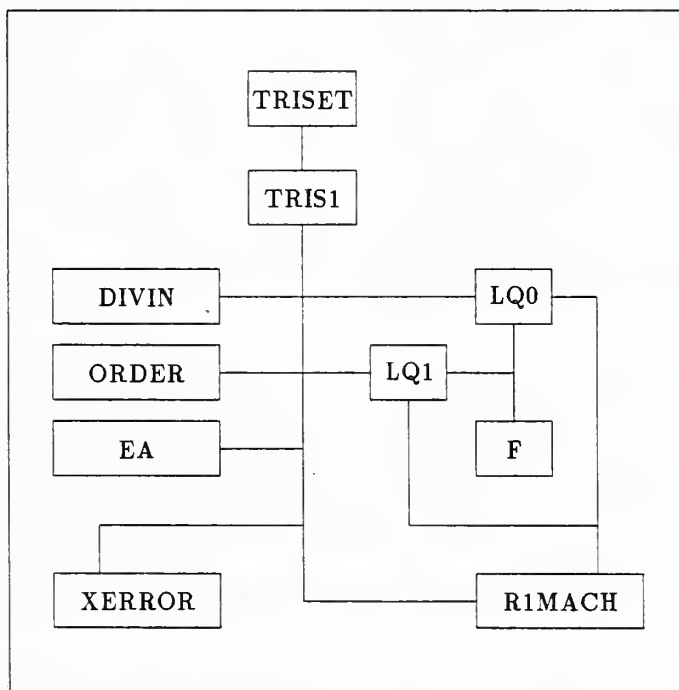 TRISET
TRIS1
DIVIN
LQ0
ORDER
LQ1
EA
F
XERROR
R1MACH